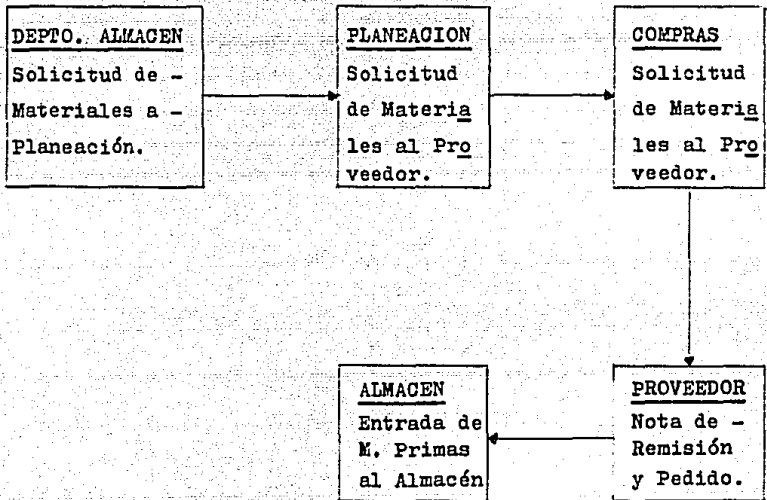 DEPTO. ALMACEN
Solicitud de -
Materiales a -
Planeación.
PLANEACION
Solicitud
de Materia
les al Pro
veedor.
COMPRAS
Solicitud
de Materia
les al Pro
veedor.
PROVEEDOR
Nota de -
Remisión
y Pedido.
ALMACEN
Entrada de
M. Primas
al Almacén